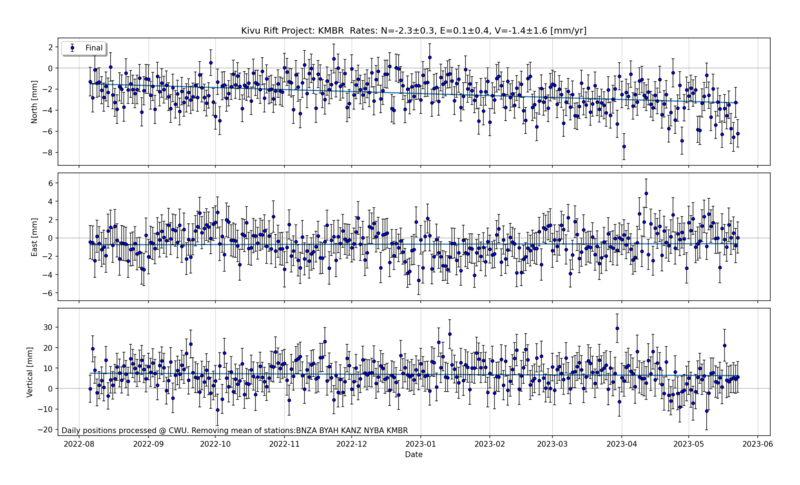 Kivu Rift Project: KMBR Rates: N=-2.3±0.3, E=0.1±0.4, V=-1.4±1.6 [mm/yr]
Final
North [mm]
2
0
−2
−4
−6
−8
East [mm]
6
4
2
0
−2
−4
−6
Vertical [mm]
30
20
10
0
−10
−20
Daily positions processed @ CWU. Removing mean of stations:BNZA BYAH KANZ NYBA KMBR
2022-08 2022-09 2022-10 2022-11 2022-12 2023-01 2023-02 2023-03 2023-04 2023-05 2023-06
Date